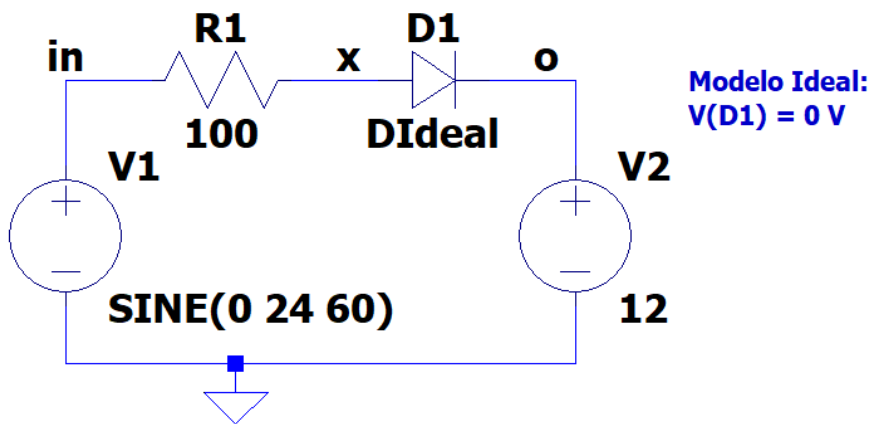 R1
D1
in
x
o
Modelo Ideal:
V(D1) = 0 V
100
DIdeal
V1
V2
SINE(0 24 60)
12